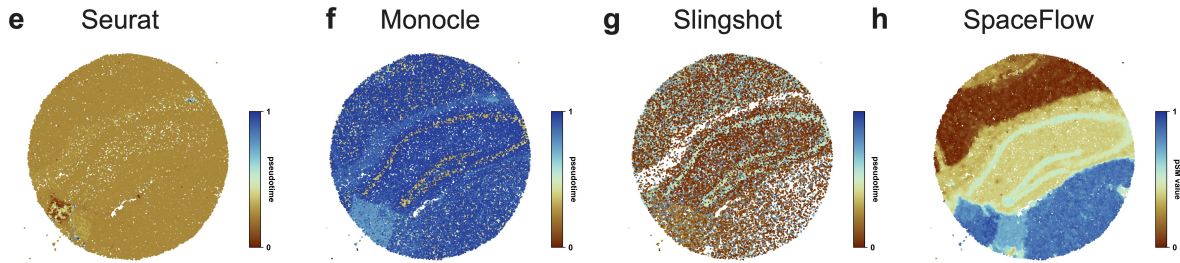 e Seurat
f Monocle
g Slingshot
h SpaceFlow
1
pseudotime
0
1
pseudotime
0
1
pseudotime
0
1
pSM value
0